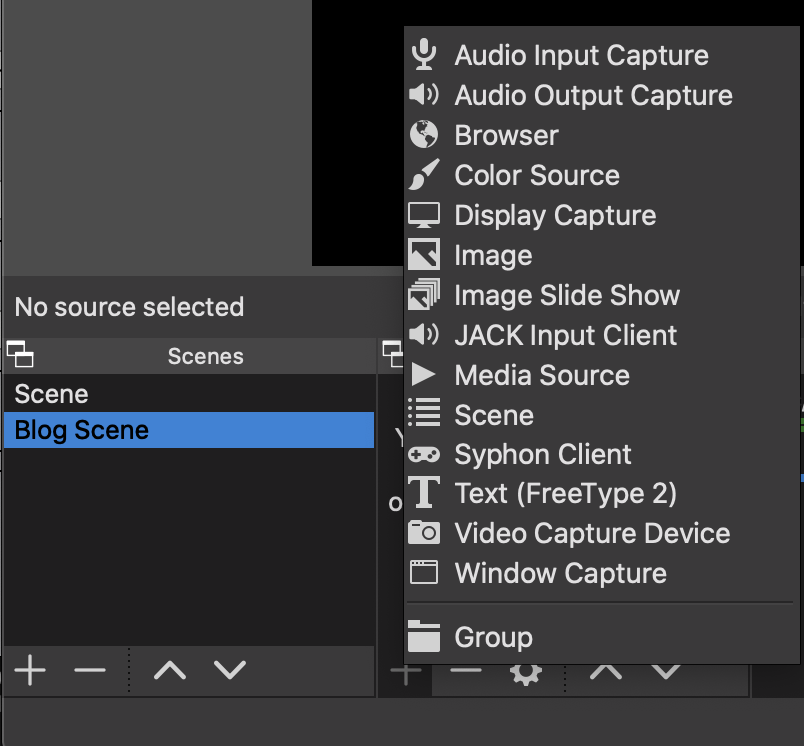 Audio Input Capture
Audio Output Capture
Browser
Color Source
Display Capture
Image
Image Slide Show
JACK Input Client
Media Source
Scene
Syphon Client
Text (FreeType 2)
Video Capture Device
Window Capture
Group
No source selected
Scenes
Scene
Blog Scene